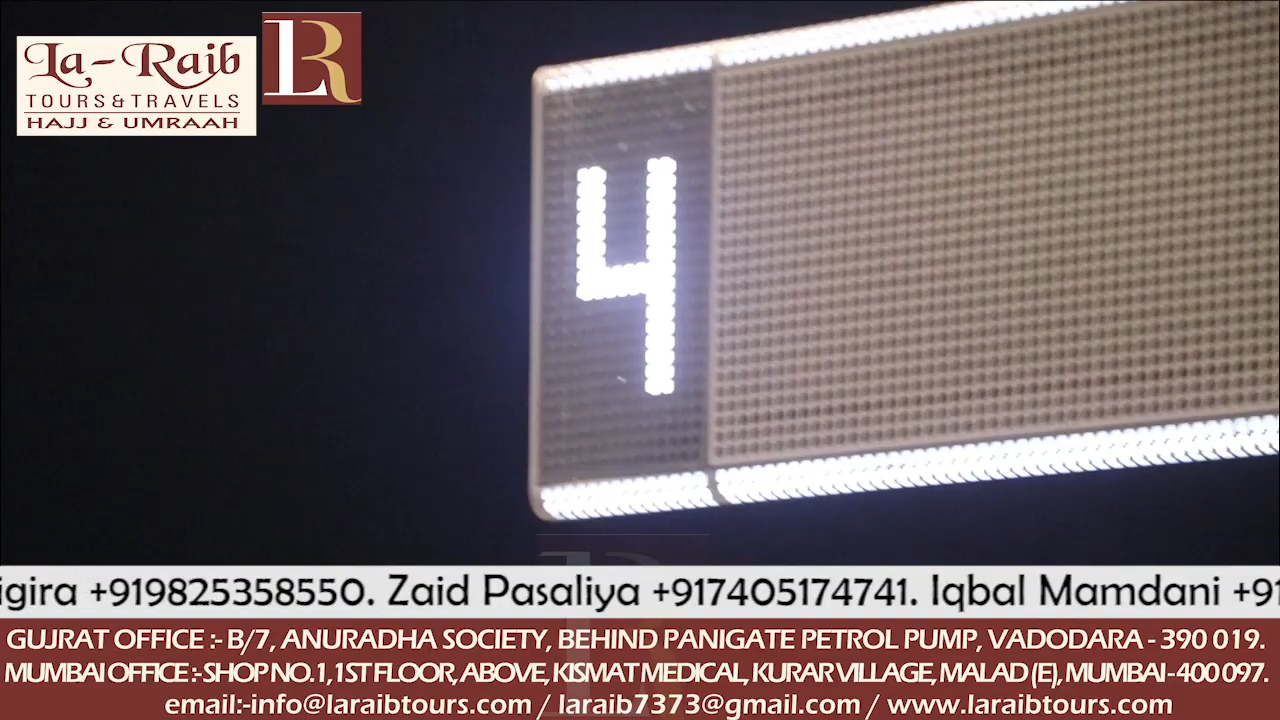 La-Raib
TOURS & TRAVELS
HAJJ & UMRAAH
LR
4
igira +919825358550. Zaid Pasaliya +917405174741. Iqbal Mamdani +91
GUJRAT OFFICE :- B/7, ANURADHA SOCIETY, BEHIND PANIGATE PETROL PUMP, VADODARA - 390 019.
MUMBAI OFFICE :- SHOP NO. 1, 1ST FLOOR, ABOVE, KISMAT MEDICAL, KURAR VILLAGE, MALAD (E), MUMBAI - 400 097.
email:-info@laraibtours.com / laraib7373@gmail.com / www.laraibtours.com